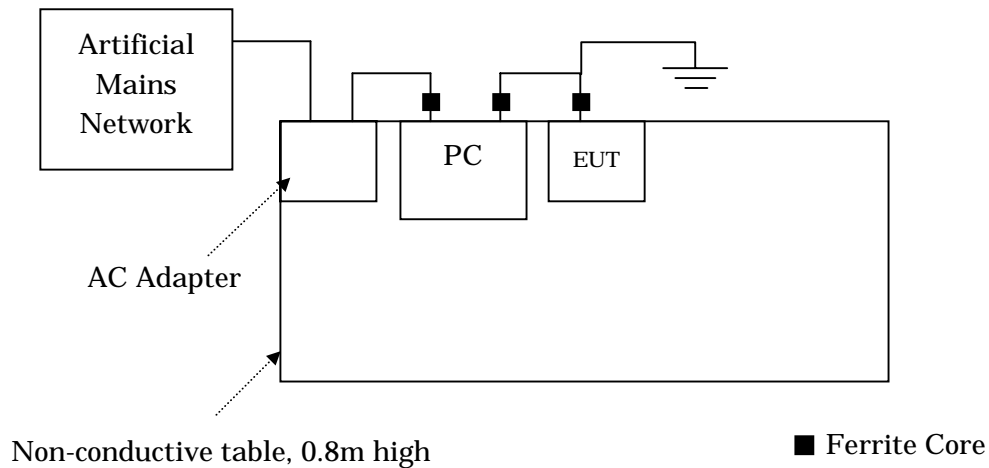 Artificial
Mains
Network
PC
EUT
AC Adapter
Non-conductive table, 0.8m high
Ferrite Core